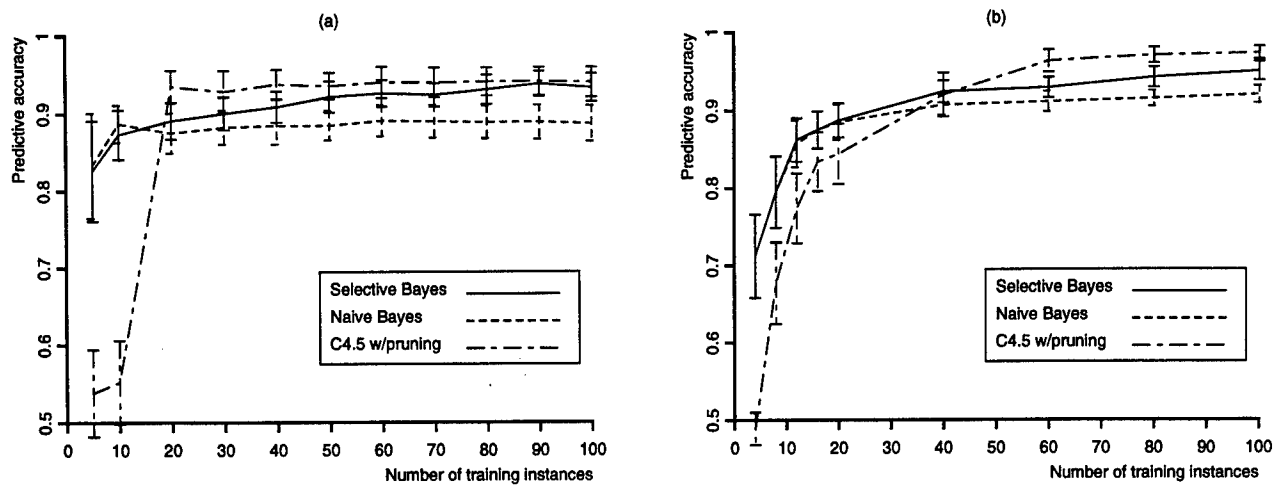 (a)
Predictive accuracy
1
0.9
0.8
0.7
0.6
0.5
0 10 20 30 40 50 60 70 80 90 100
Number of training instances
Selective Bayes
Naive Bayes
C4.5 w/pruning
(b)
Predictive accuracy
1
0.9
0.8
0.7
0.6
0.5
0 10 20 30 40 50 60 70 80 90 100
Number of training instances
Selective Bayes
Naive Bayes
C4.5 w/pruning